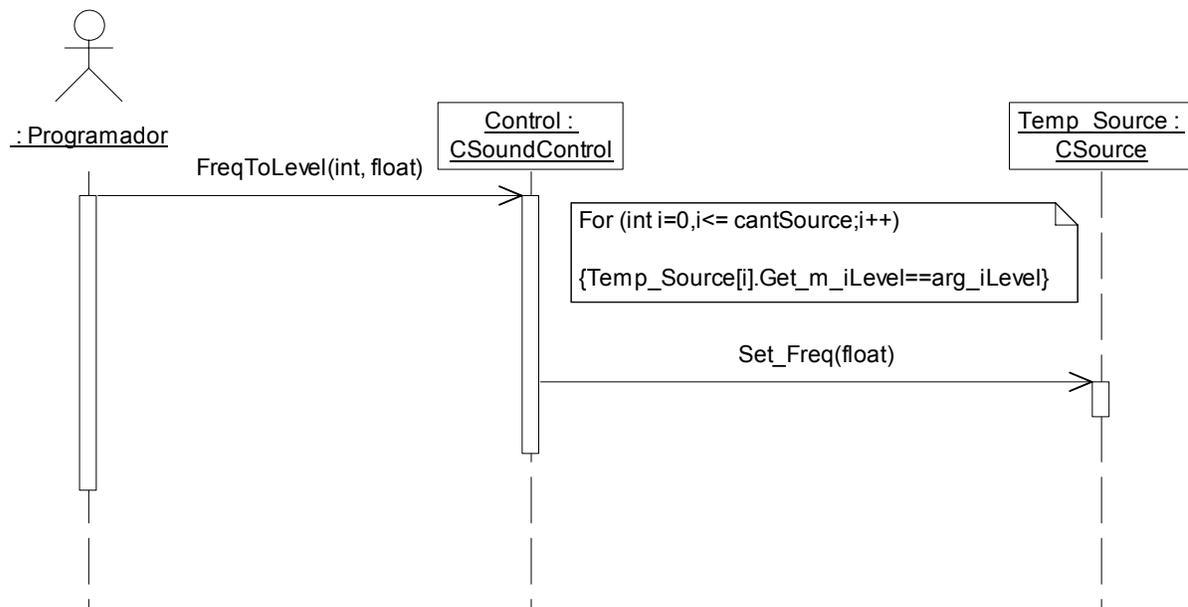 : Programador
Control :
CSoundControl
Temp_Source :
CSource
FreqToLevel(int, float)
For (int i=0,i<= cantSource;i++)
{Temp_Source[i].Get_m_iLevel==arg_iLevel}
Set_Freq(float)